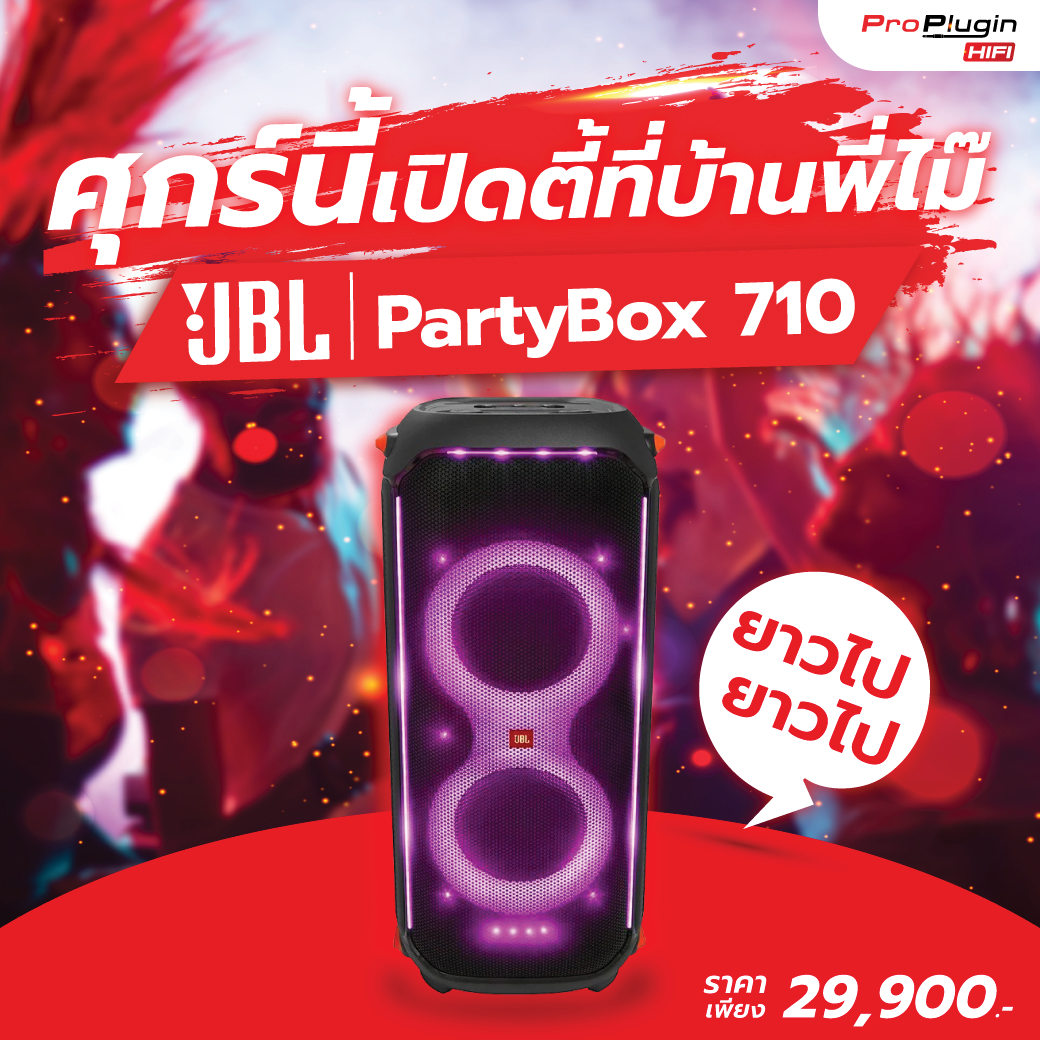 ProPlugin
HIFI
ศุกร์นี้เปิดตี้ที่บ้านพี่ไม๊
JBL | PartyBox 710
ยาวไป
ยาวไป
JBL
ราคา
เพียง 29,900.-